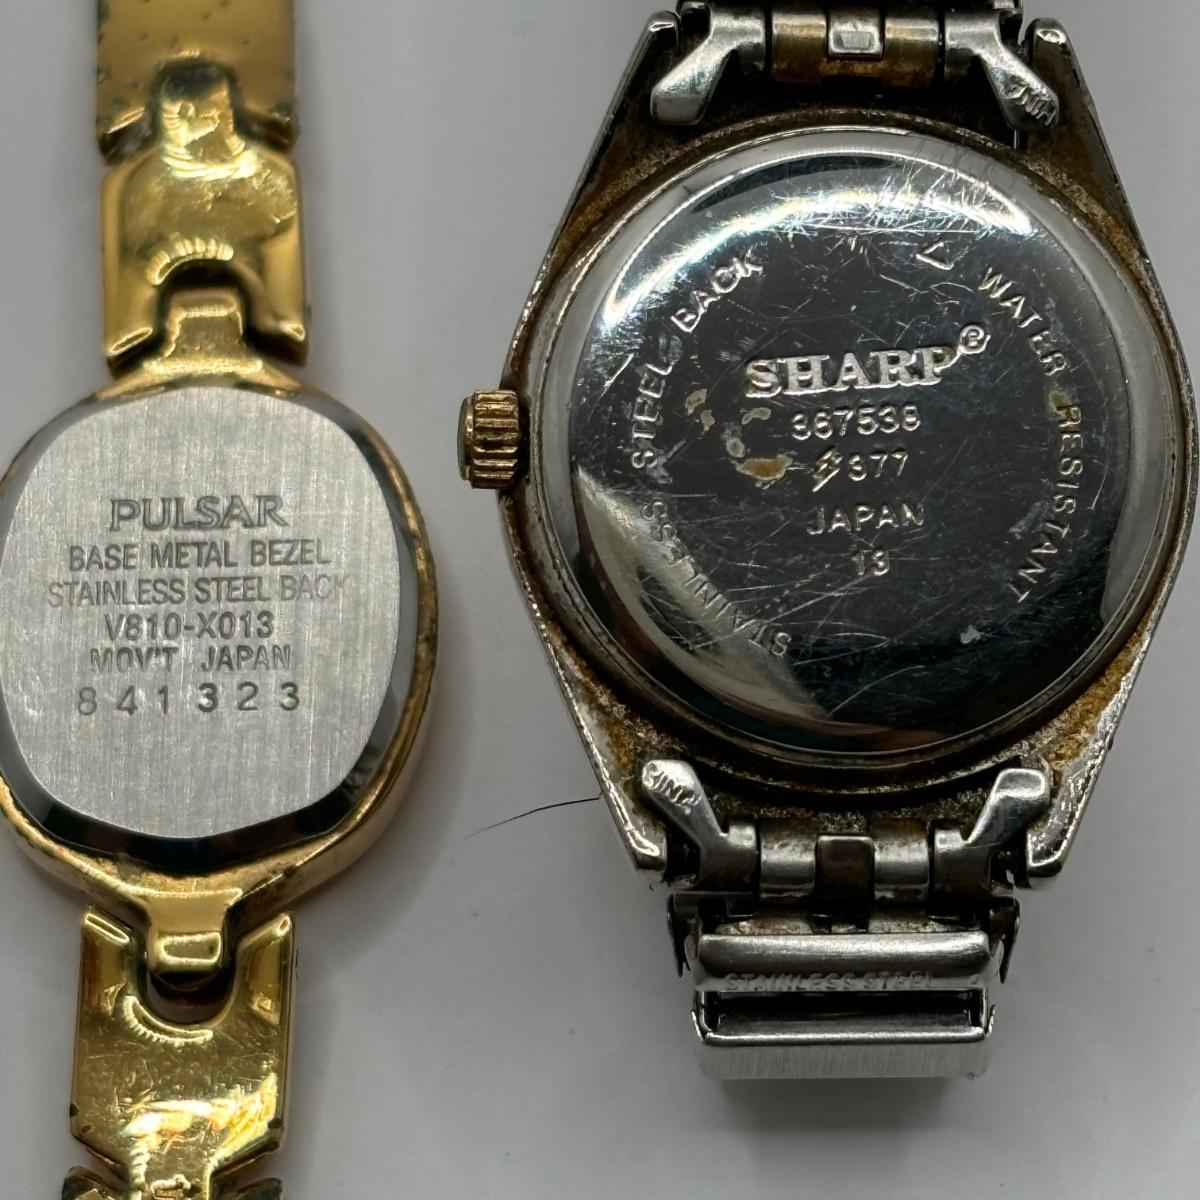 PULSAR
BASE METAL BEZEL
STAINLESS STEEL BACK
V810-X013
MOV'T JAPAN
841323
STAINLESS STEEL BACK
WATER RESISTANT
SHARP®
367538
377
JAPAN
13
STAINLESS STEEL